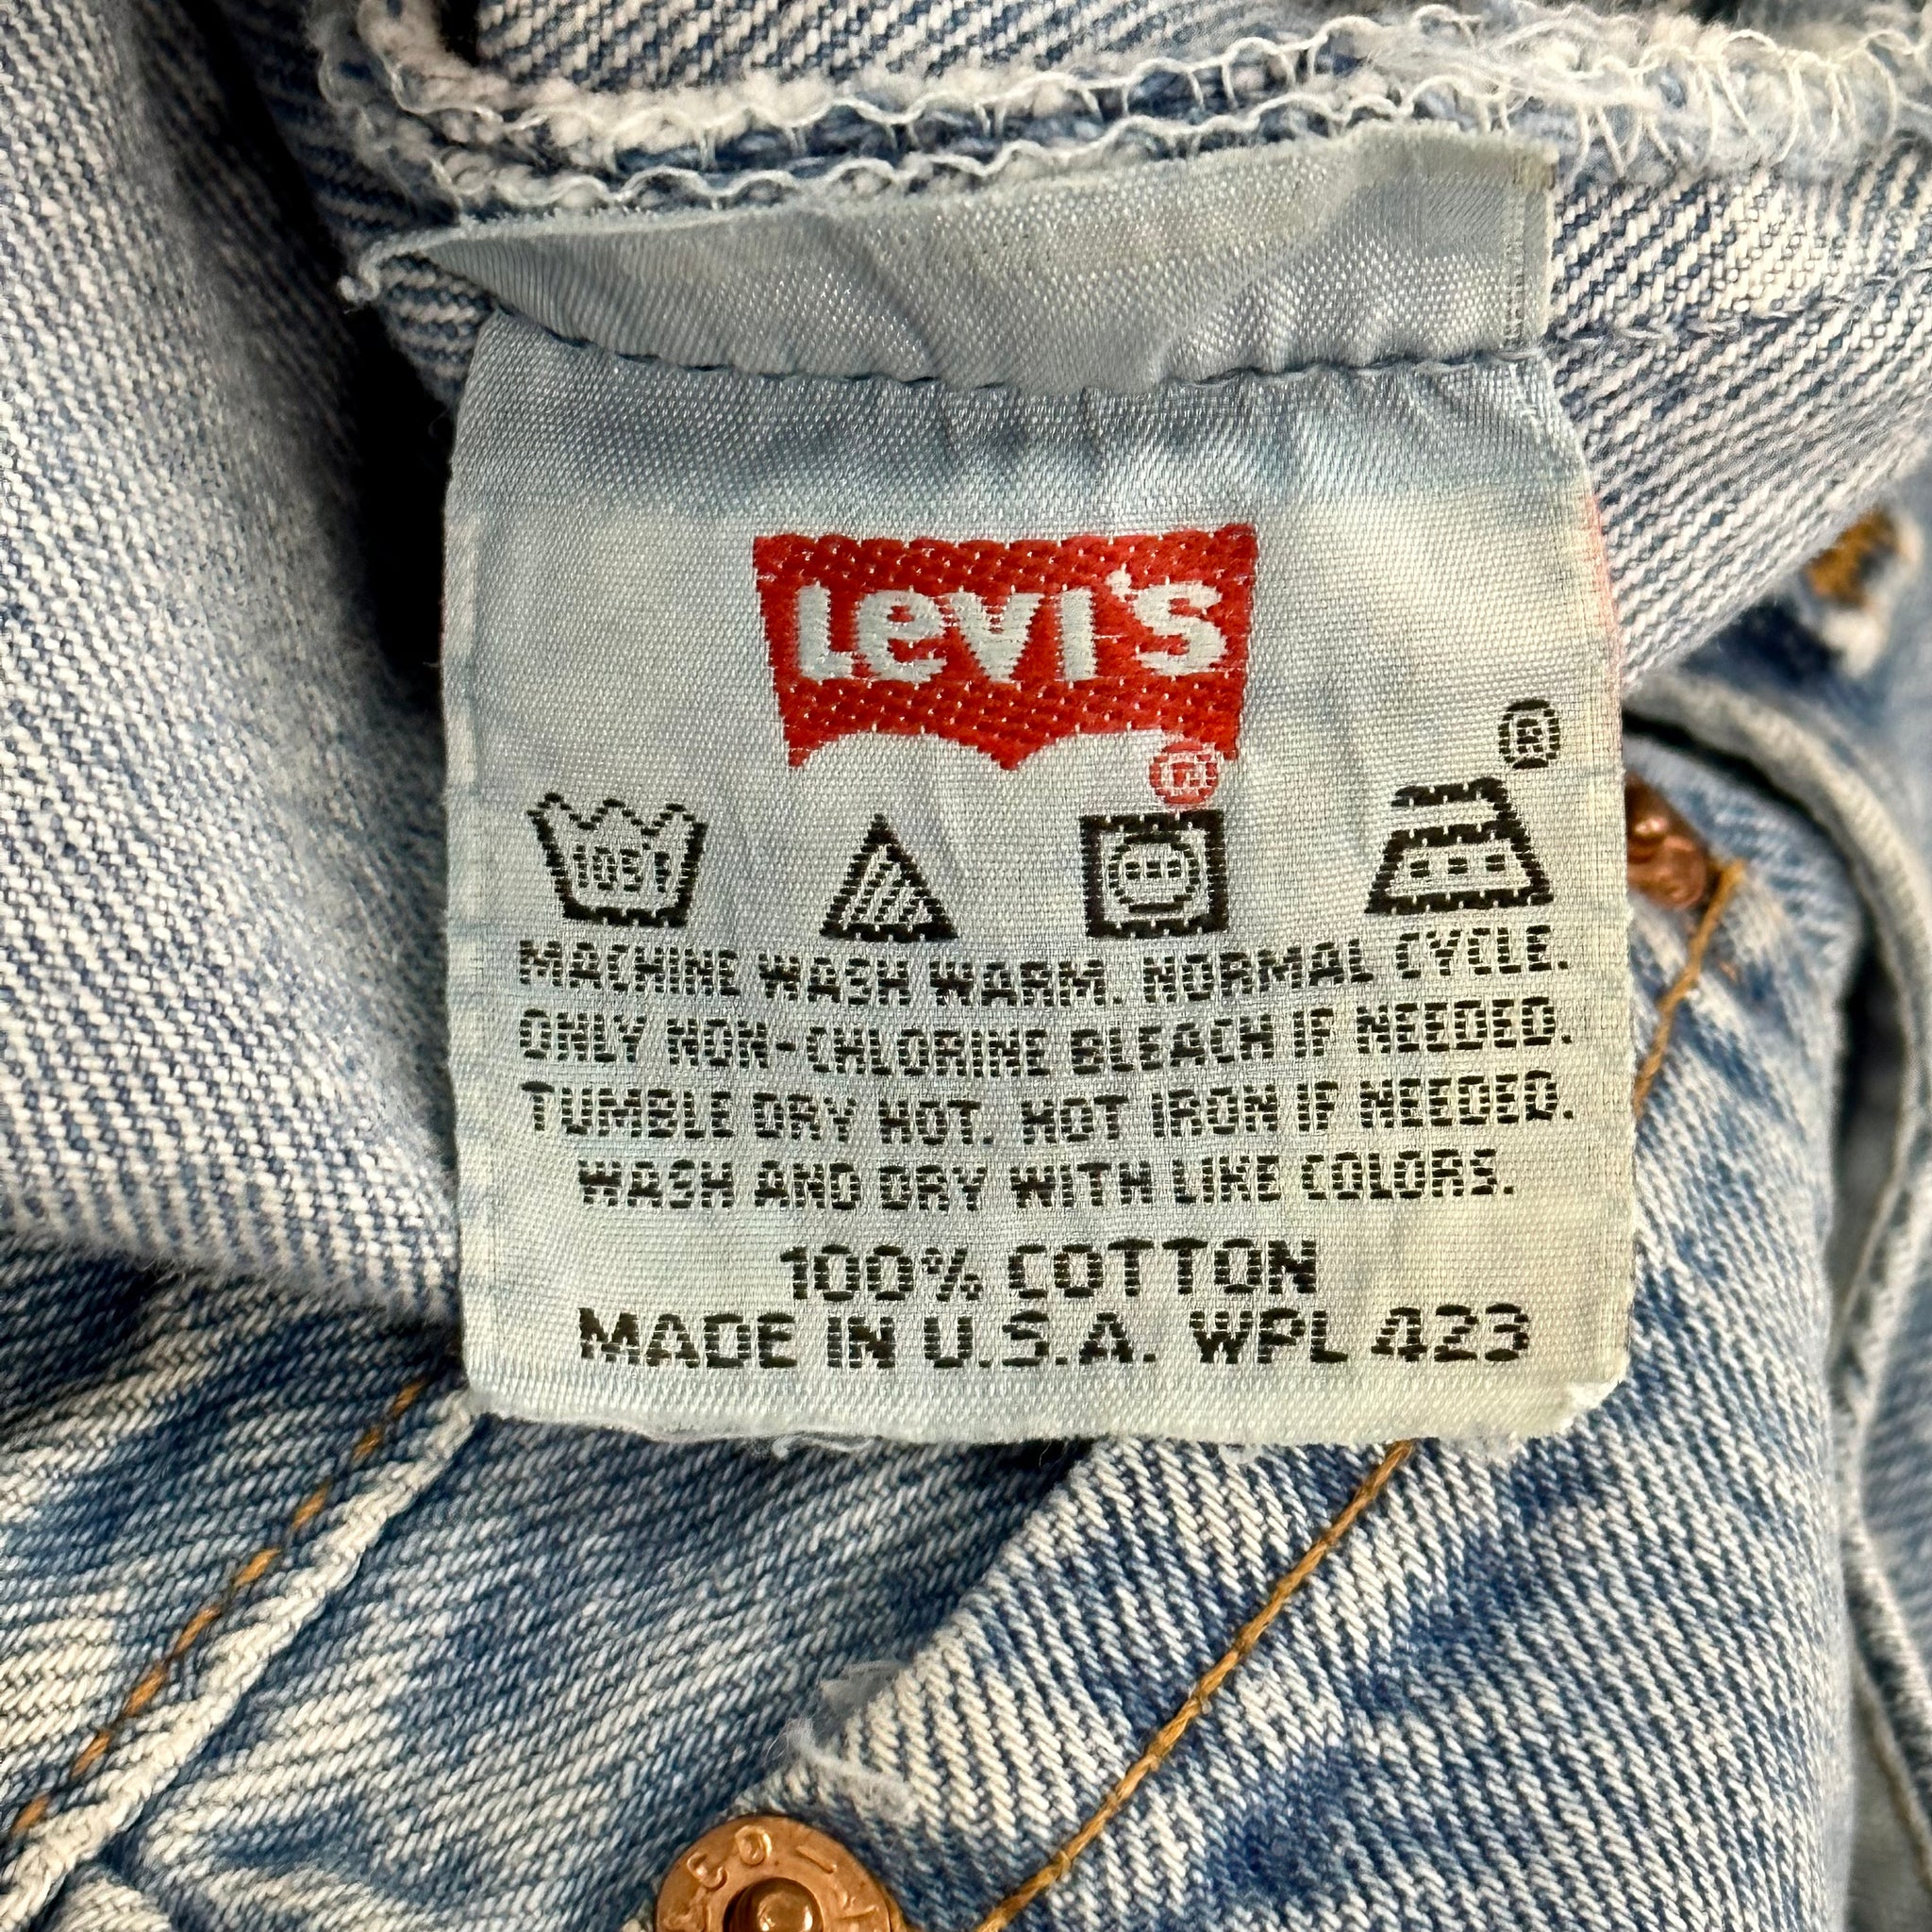 Levi's
®
®
105°F
MACHINE WASH WARM. NORMAL CYCLE.
ONLY NON-CHLORINE BLEACH IF NEEDED.
TUMBLE DRY HOT. HOT IRON IF NEEDED.
WASH AND DRY WITH LIKE COLORS.
100% COTTON
MADE IN U.S.A. WPL 423